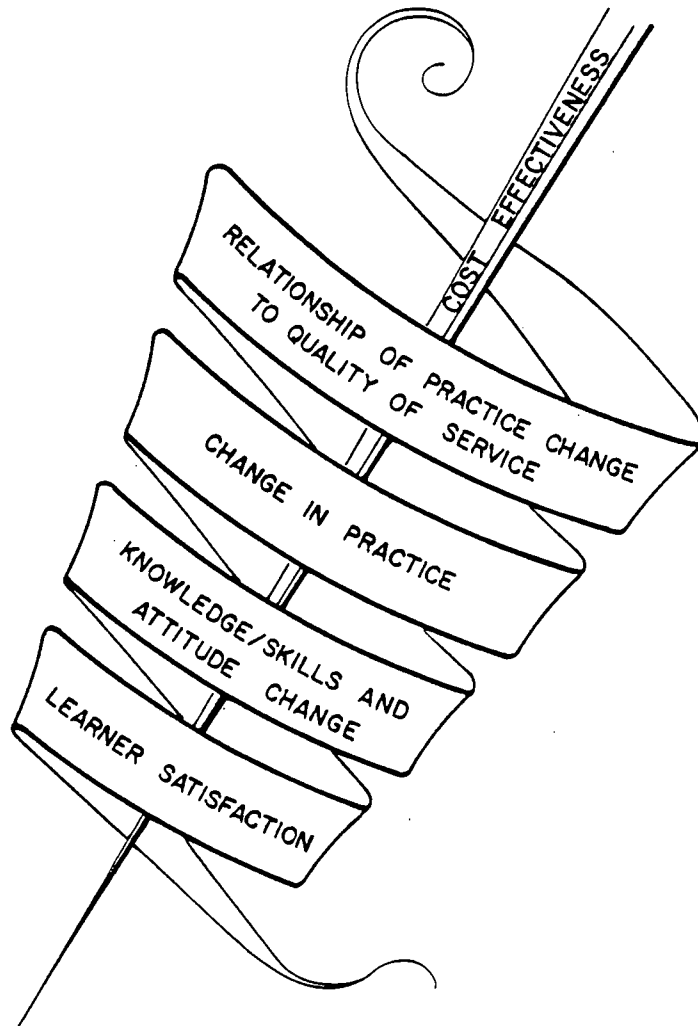 COST EFFECTIVENESS
RELATIONSHIP OF PRACTICE CHANGE
TO QUALITY OF SERVICE
CHANGE IN PRACTICE
KNOWLEDGE/SKILLS AND
ATTITUDE CHANGE
LEARNER SATISFACTION